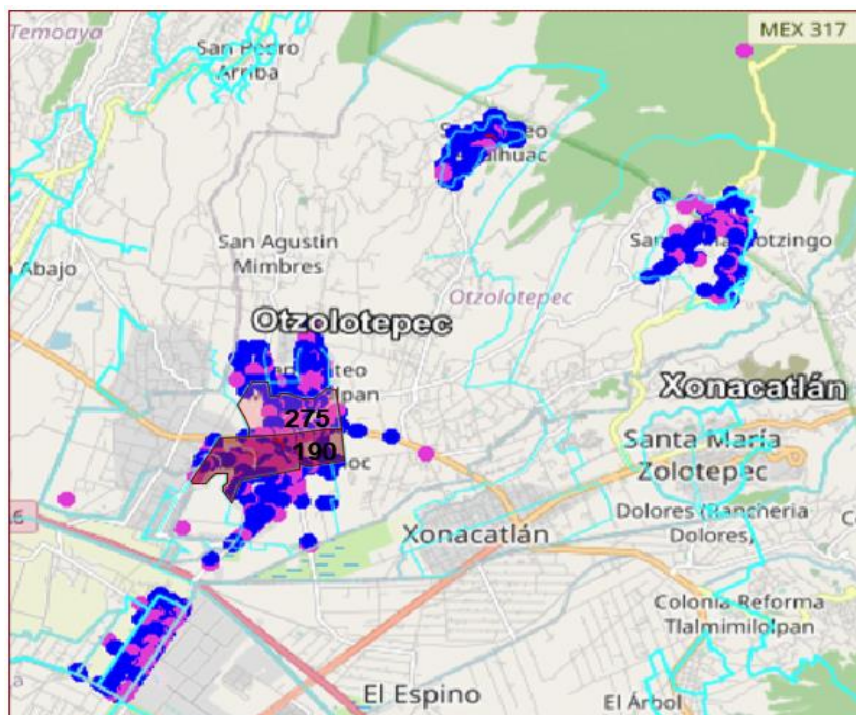 Temoaya
MEX 317
San Pedro
Arriba
San Agustin
Mimbres
Abajo
Otzolotepec
Otzolotepec
Xonacatlán
275
190
Santa María
Zolotepec
Xonacatlán
Dolores (Rancheria
Dolores,
Colonia Reforma
Tlalmimilolpan
El Espino
El Árbol